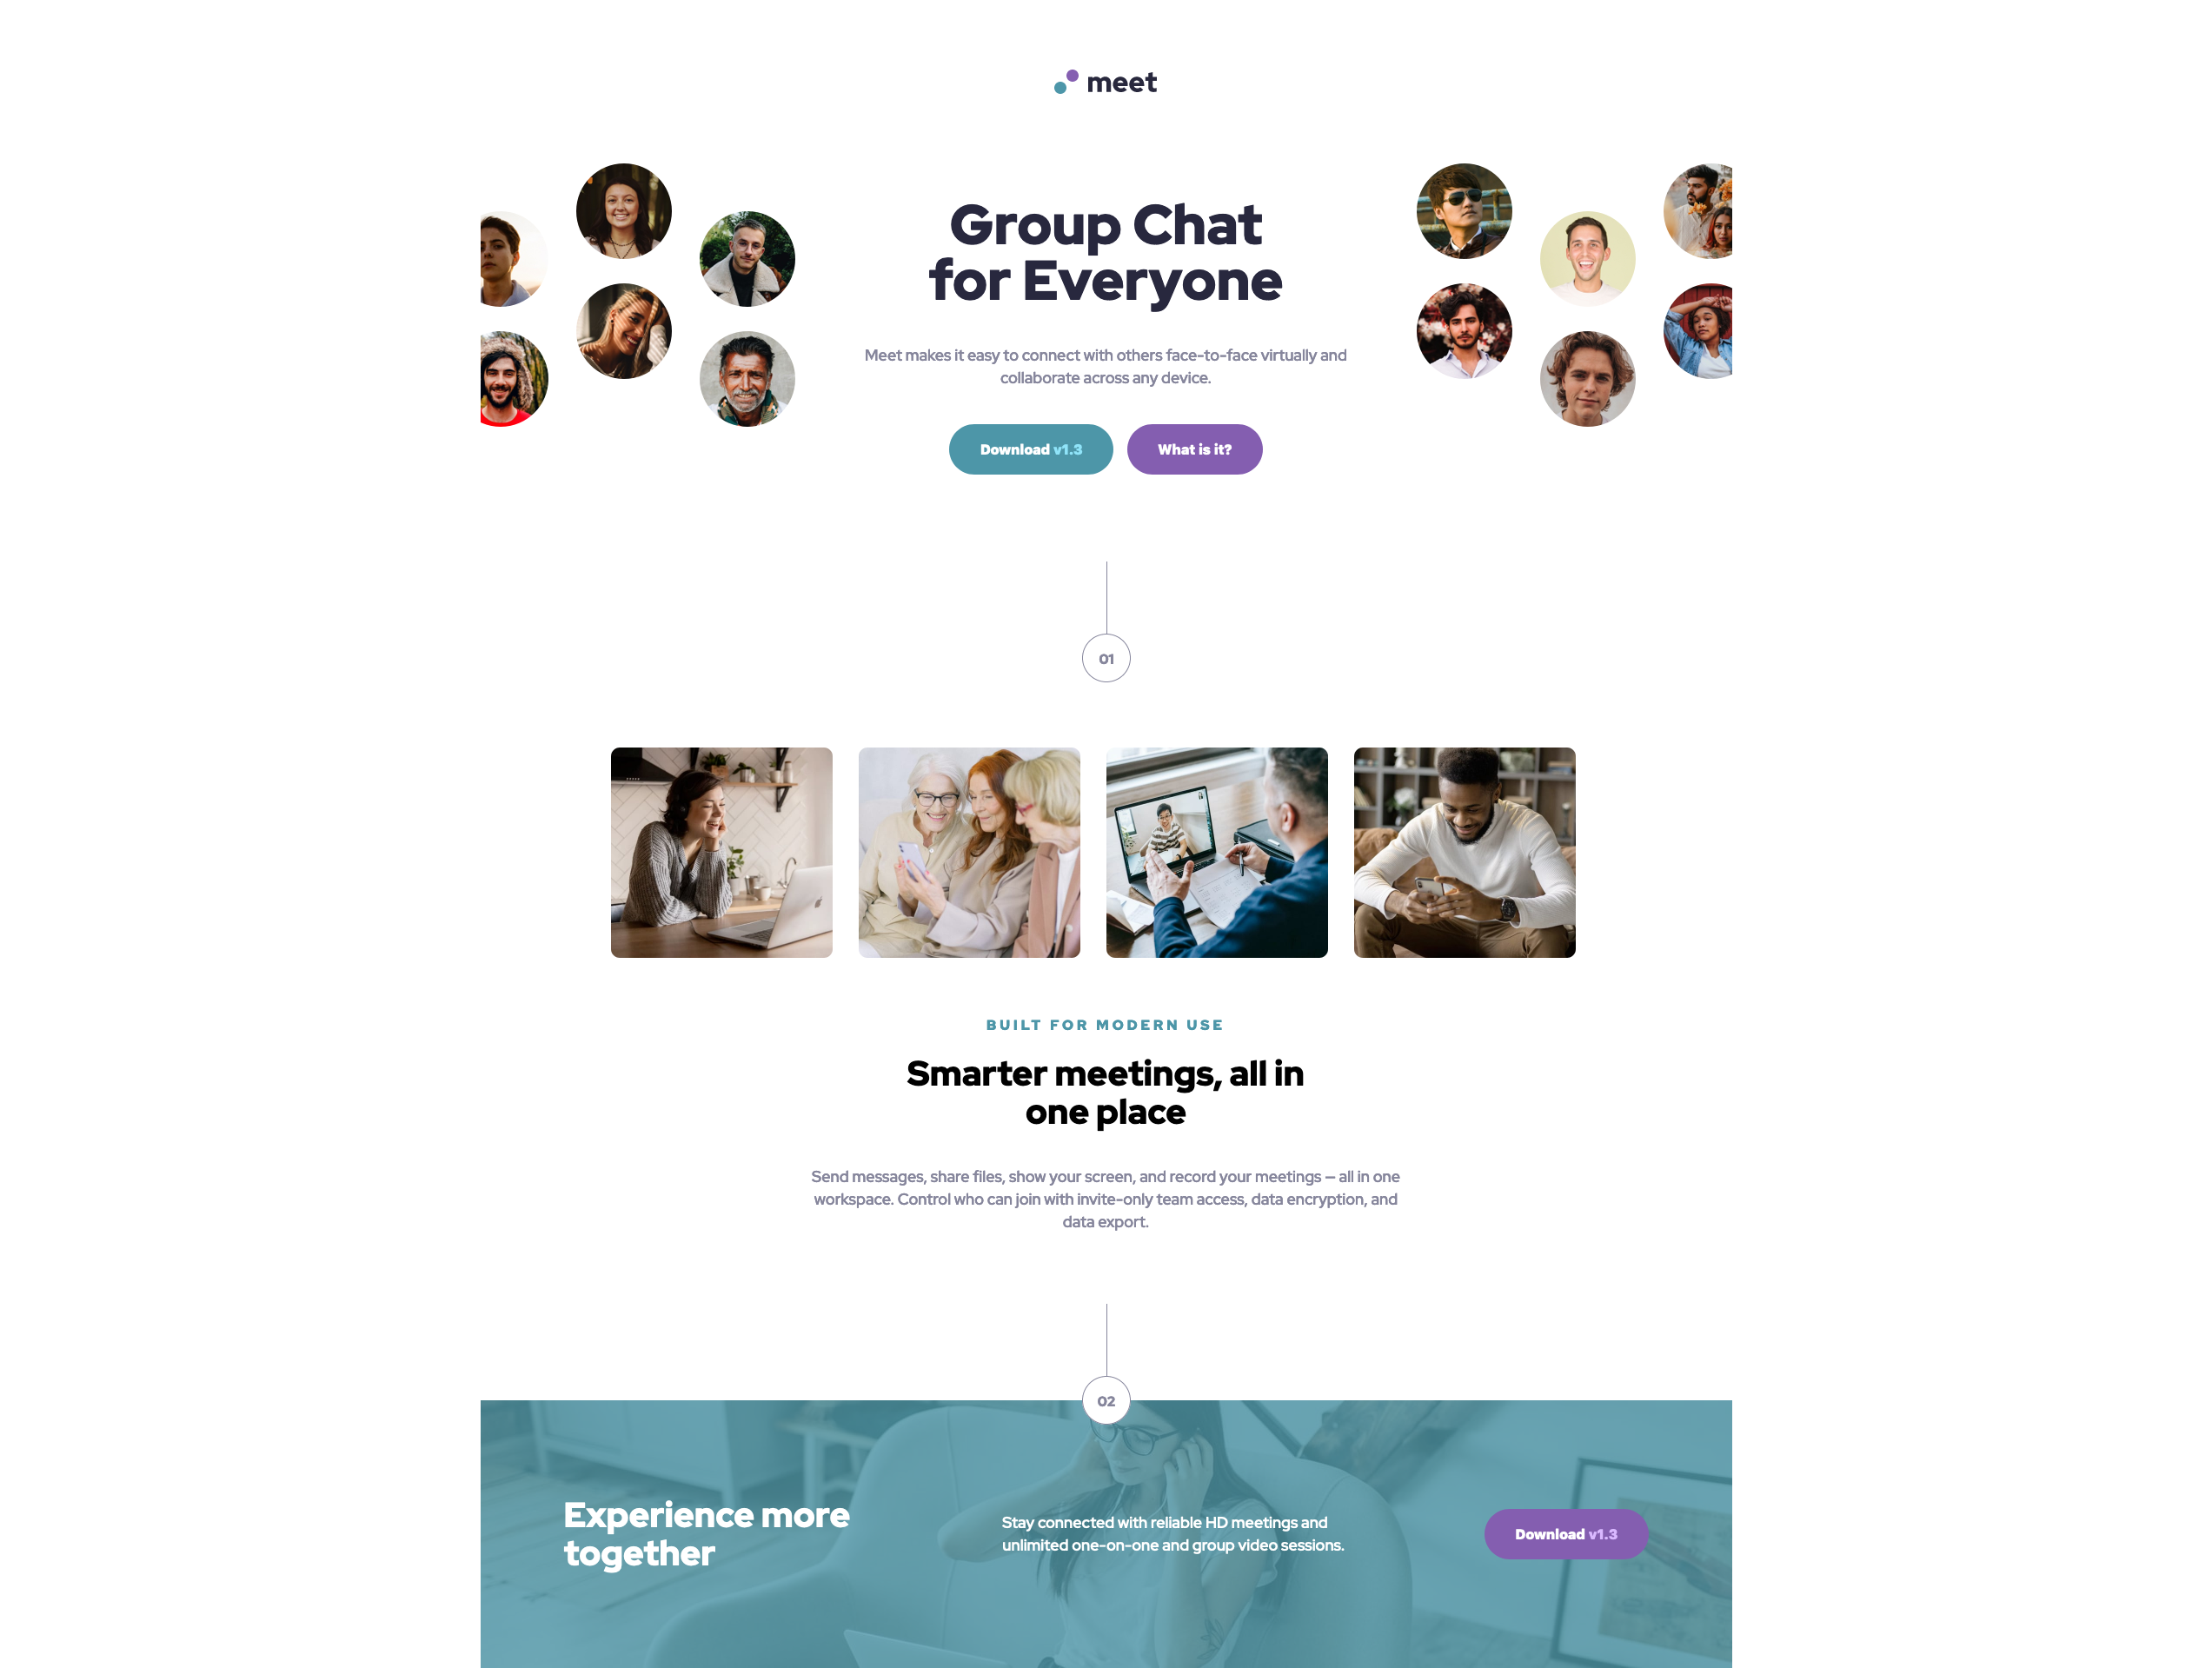 meet
Group Chat
for Everyone
Meet makes it easy to connect with others face-to-face virtually and
collaborate across any device.
Download v1.3
What is it?
01
BUILT FOR MODERN USE
Smarter meetings, all in
one place
Send messages, share files, show your screen, and record your meetings — all in one
workspace. Control who can join with invite-only team access, data encryption, and
data export.
02
Experience more
together
Stay connected with reliable HD meetings and
unlimited one-on-one and group video sessions.
Download v1.3